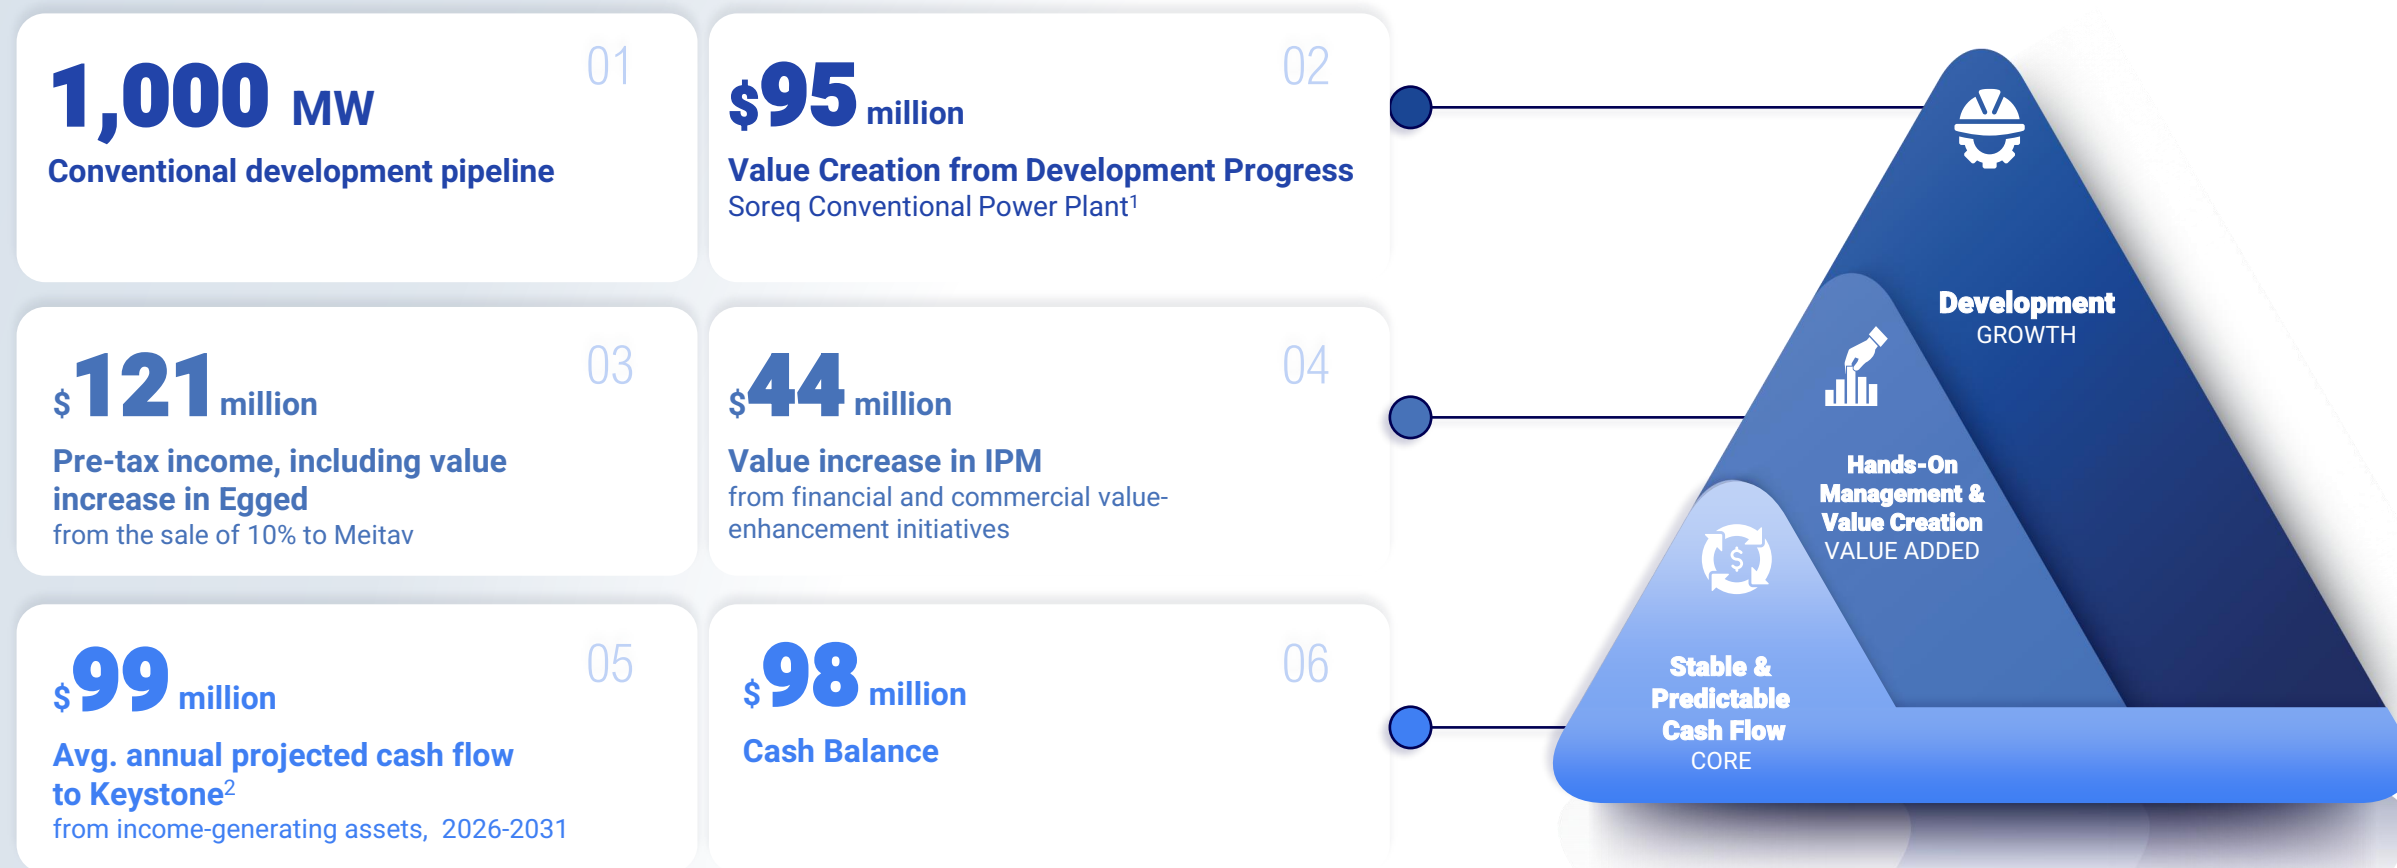 01
1,000 MW
Conventional development pipeline
02
$95 million
Value Creation from Development Progress
Soreq Conventional Power Plant¹
03
$121 million
Pre-tax income, including value
increase in Egged
from the sale of 10% to Meitav
04
$44 million
Value increase in IPM
from financial and commercial value-
enhancement initiatives
05
$99 million
Avg. annual projected cash flow
to Keystone²
from income-generating assets, 2026-2031
06
$98 million
Cash Balance
Development
GROWTH
Hands-On
Management &
Value Creation
VALUE ADDED
$
Stable &
Predictable
Cash Flow
CORE